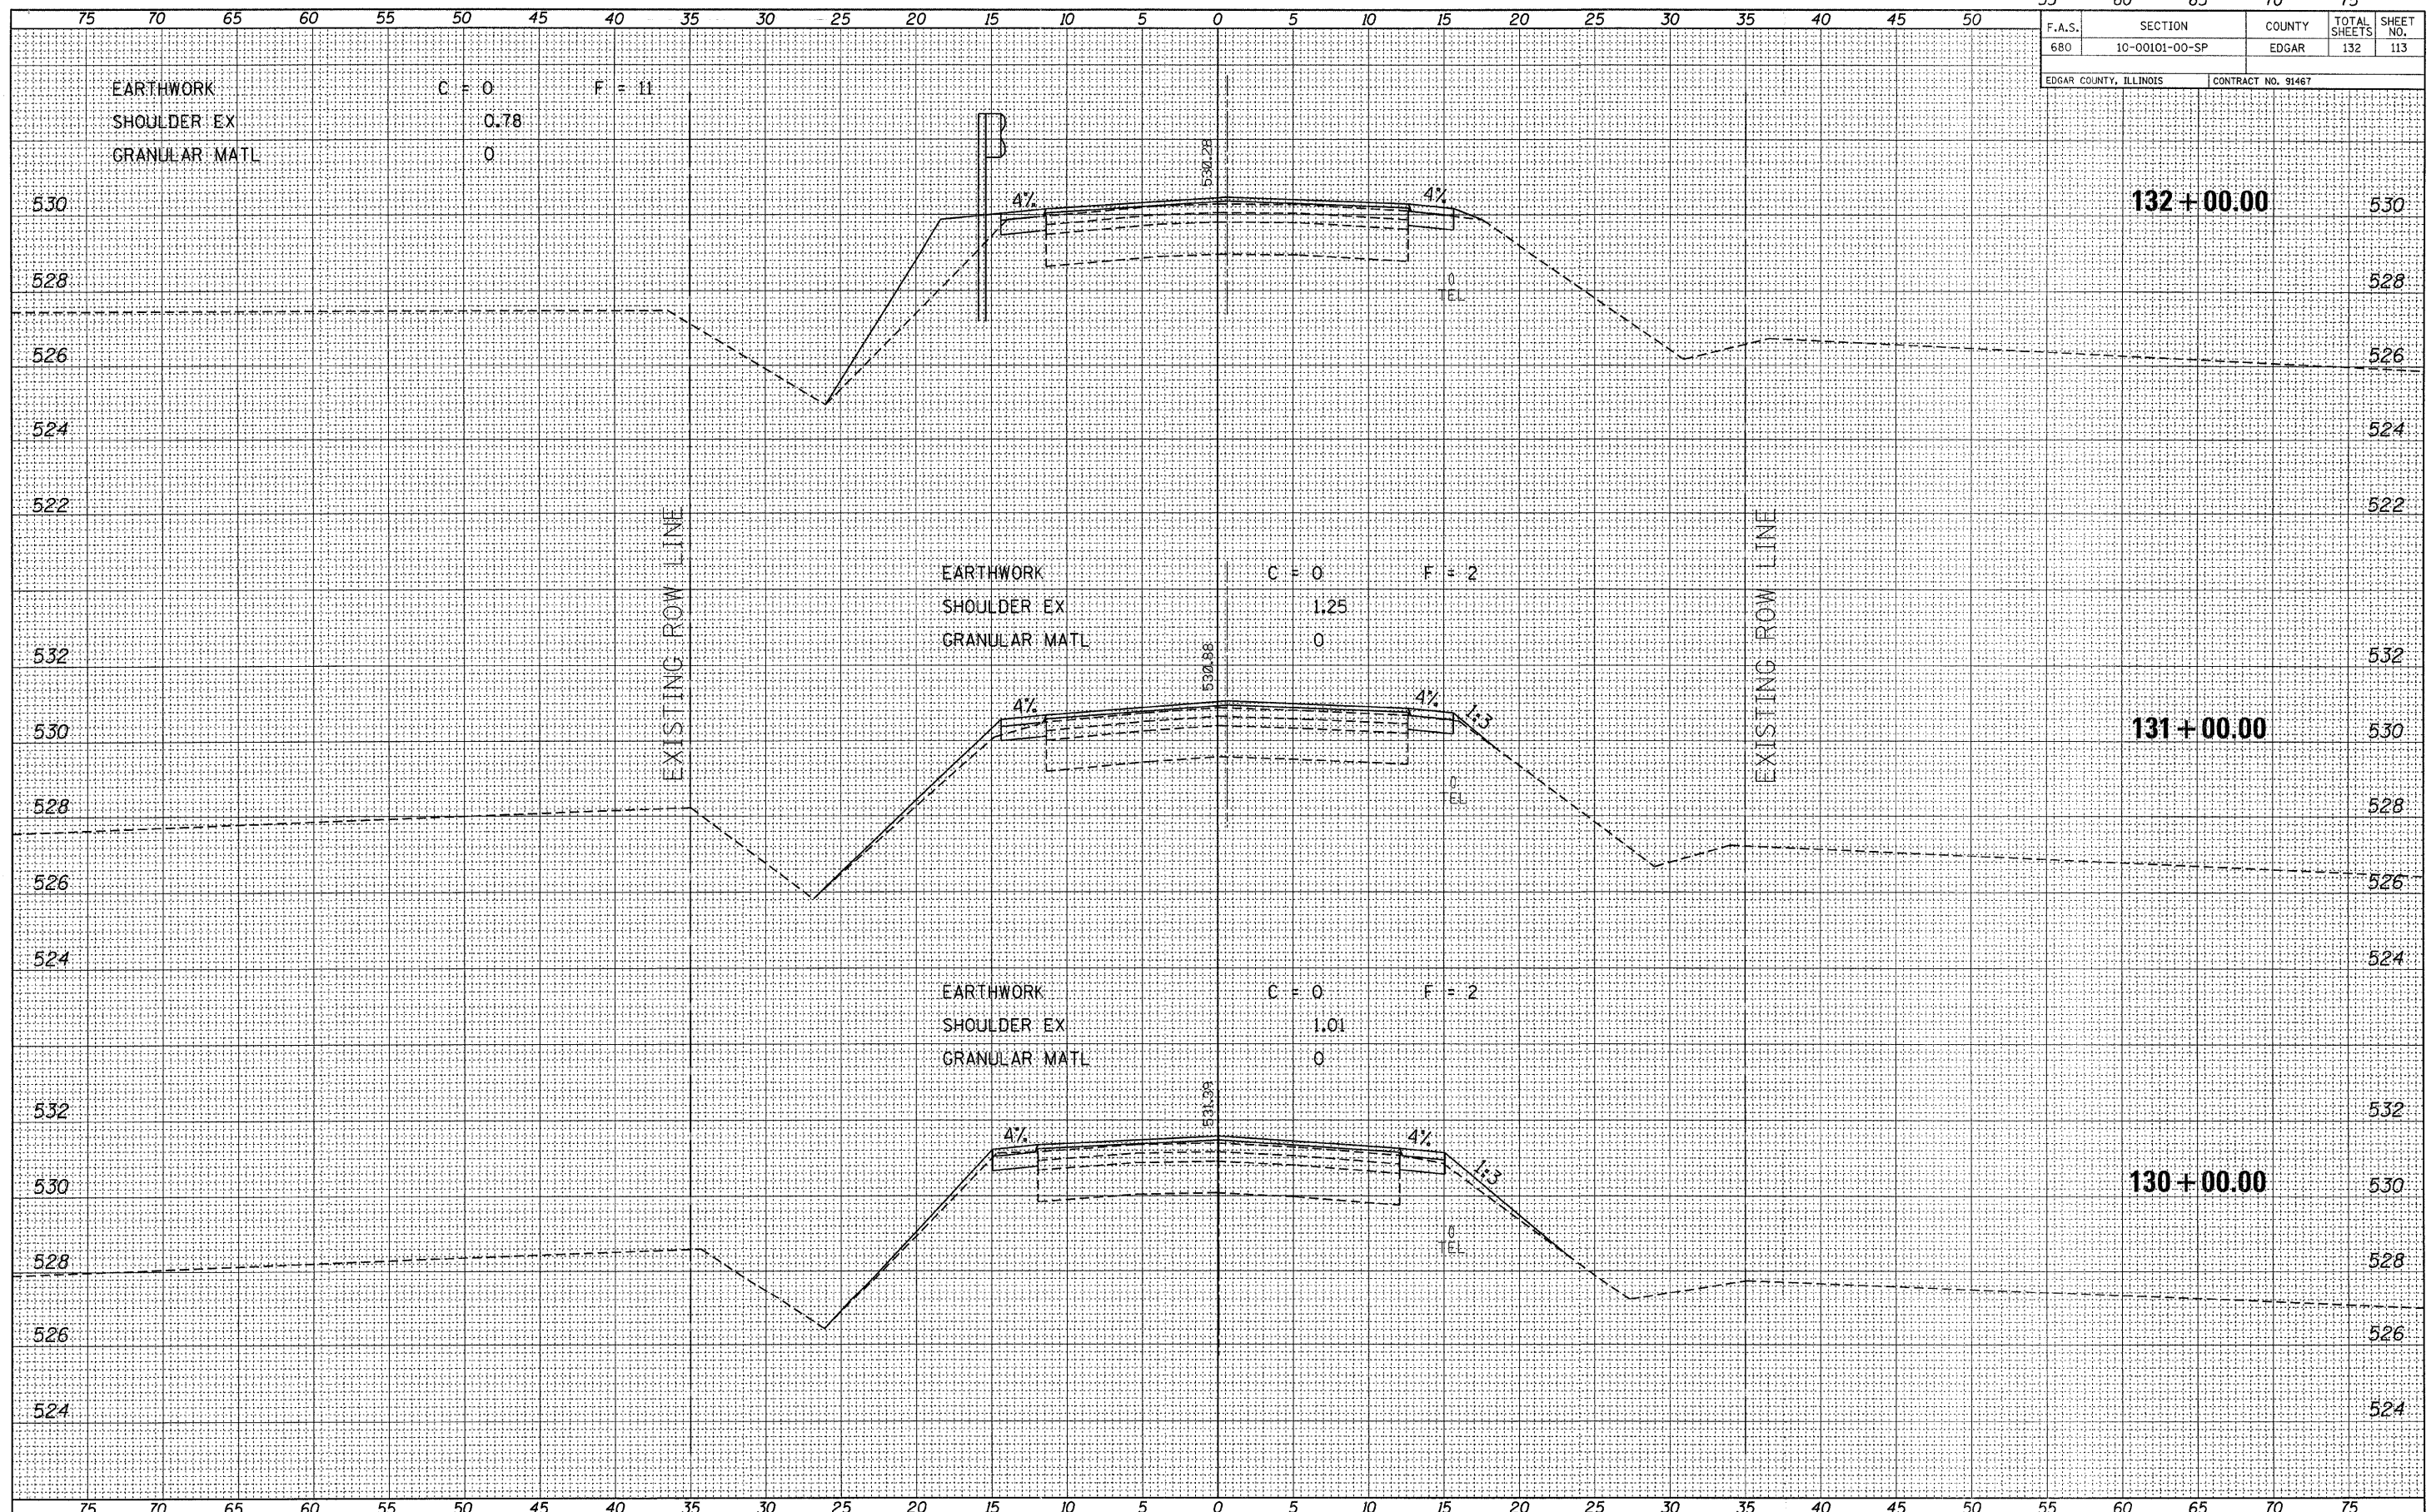 55 60 65 70 75
75 70 65 60 55 50 45 40 35 30 25 20 15 10 5 0 5 10 15 20 25 30 35 40 45 50
F.A.S. SECTION COUNTY TOTAL SHEETS SHEET NO.
680 10-00101-00-SP EDGAR 132 113
EDGAR COUNTY, ILLINOIS CONTRACT NO. 91467
EARTHWORK C = 0 F = 11
SHOULDER EX 0.78
GRANULAR MATL 0
530.28
4% 4%
530 132+00.00 530
528 528
TEL
526 526
524 524
522 522
EXISTING ROW LINE
EXISTING ROW LINE
EARTHWORK C = 0 F = 2
SHOULDER EX 1.25
GRANULAR MATL 0
532 532
530.88
4% 4% 1:3
530 131+00.00 530
528 528
TEL
526 526
524 524
EARTHWORK C = 0 F = 2
SHOULDER EX 1.01
GRANULAR MATL 0
532 532
531.39
4% 4% 1:3
530 130+00.00 530
TEL
528 528
526 526
524 524
75 70 65 60 55 50 45 40 35 30 25 20 15 10 5 0 5 10 15 20 25 30 35 40 45 50 55 60 65 70 75